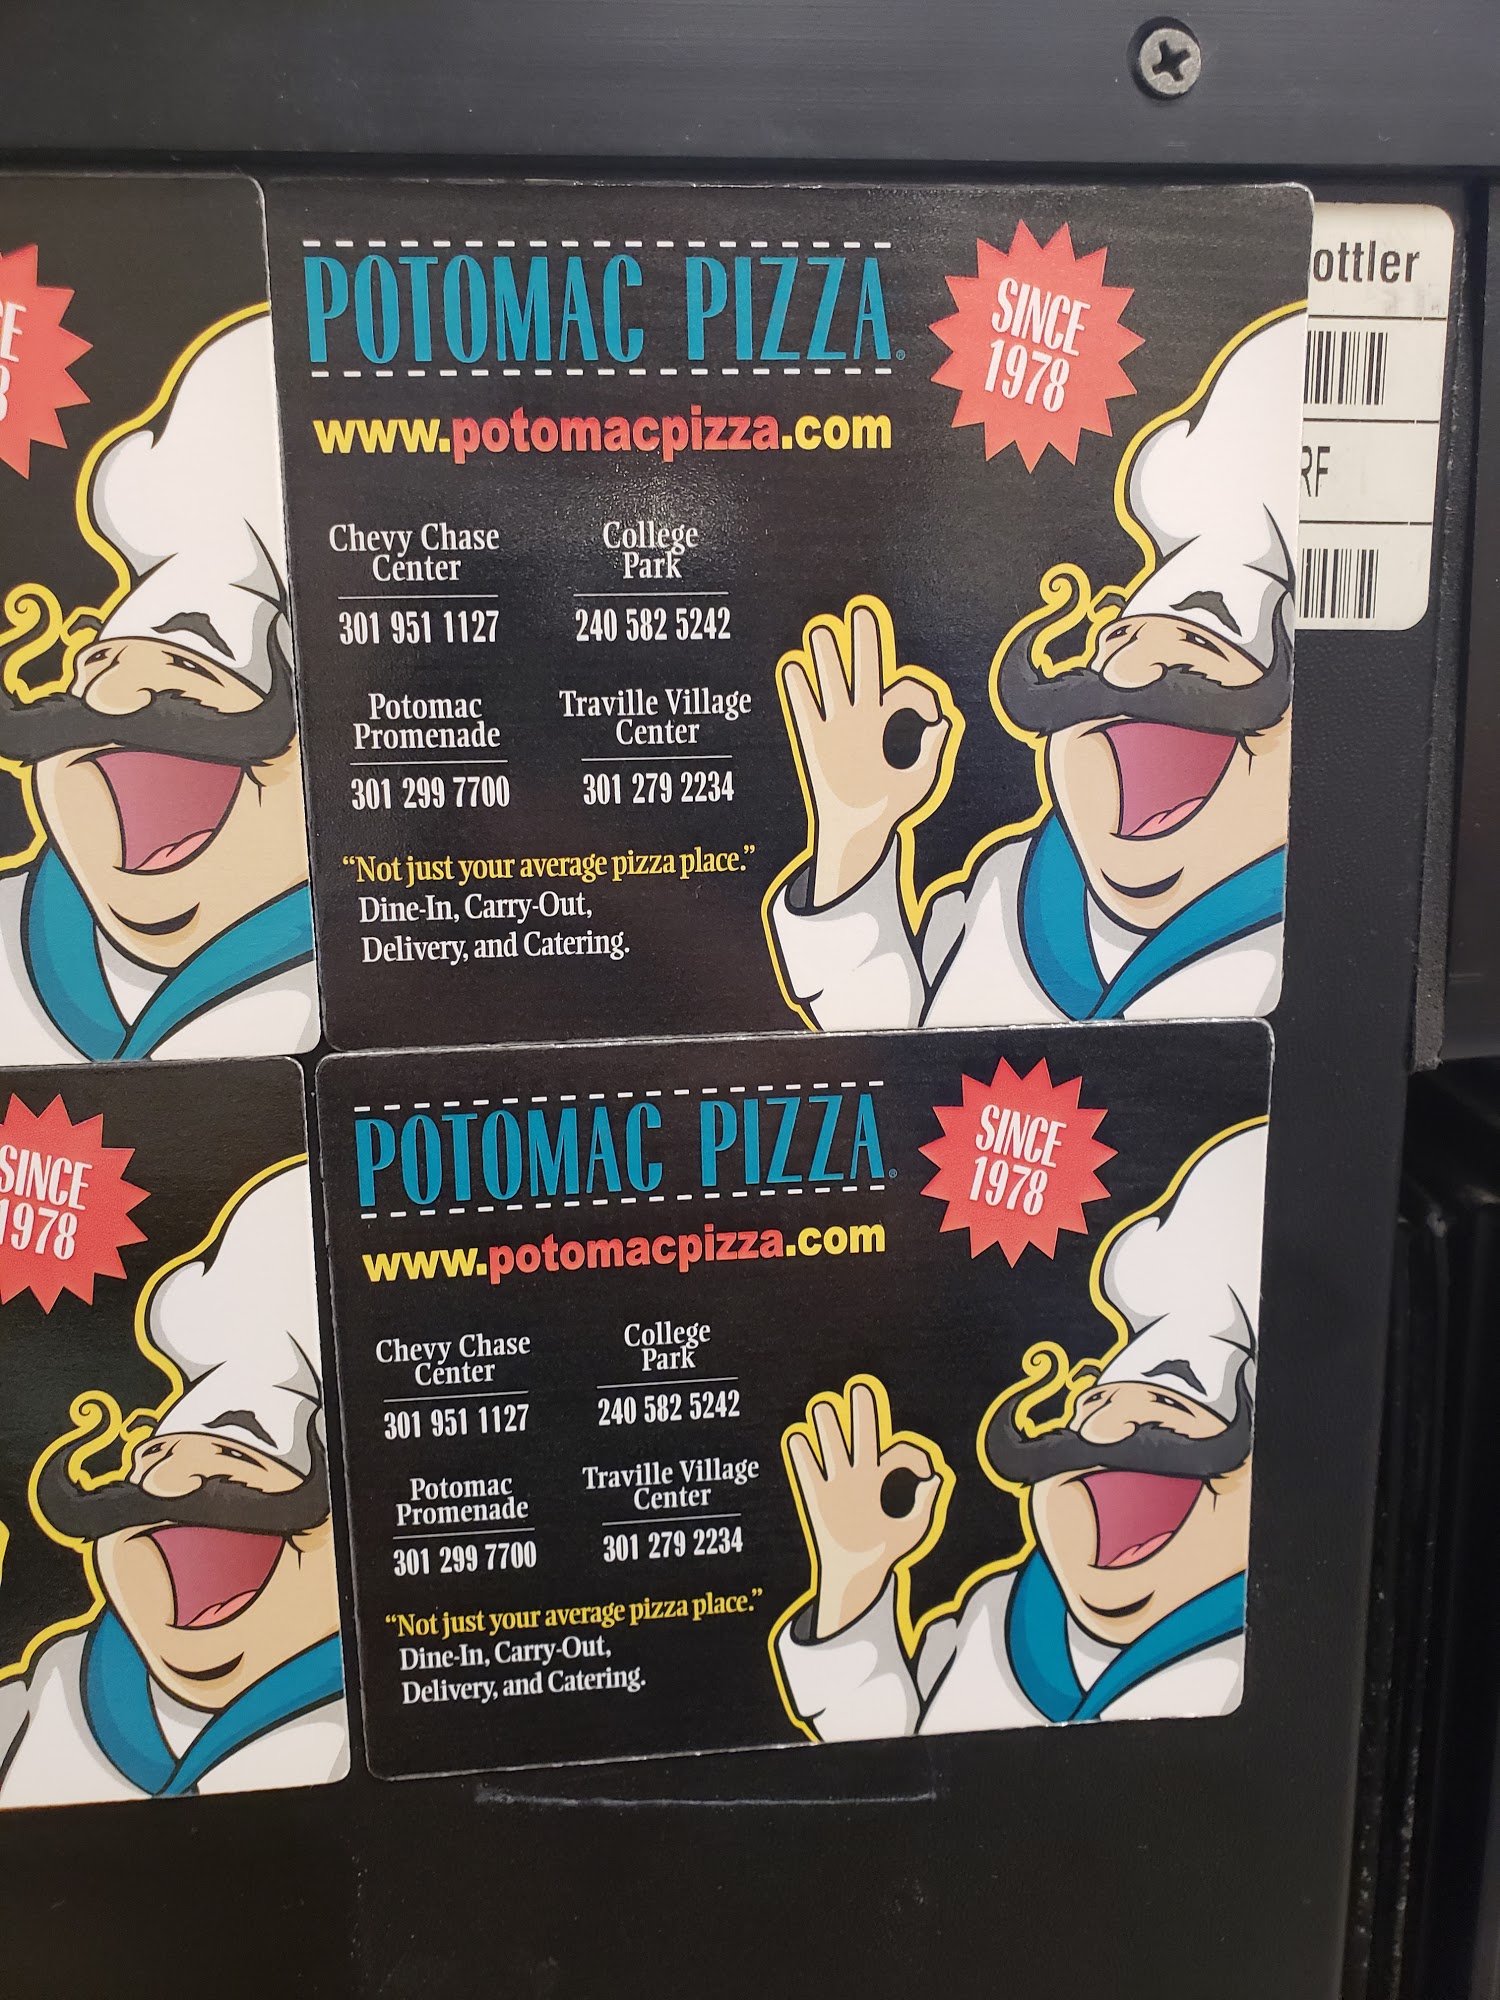 POTOMAC PIZZA®
www.potomacpizza.com
SINCE
1978
Chevy Chase
Center
301 951 1127
College
Park
240 582 5242
Potomac
Promenade
301 299 7700
Traville Village
Center
301 279 2234
“Not just your average pizza place.”
Dine-In, Carry-Out,
Delivery, and Catering.
POTOMAC PIZZA®
www.potomacpizza.com
SINCE
1978
Chevy Chase
Center
301 951 1127
College
Park
240 582 5242
Potomac
Promenade
301 299 7700
Traville Village
Center
301 279 2234
“Not just your average pizza place.”
Dine-In, Carry-Out,
Delivery, and Catering.
SINCE
1978
ottler
RF